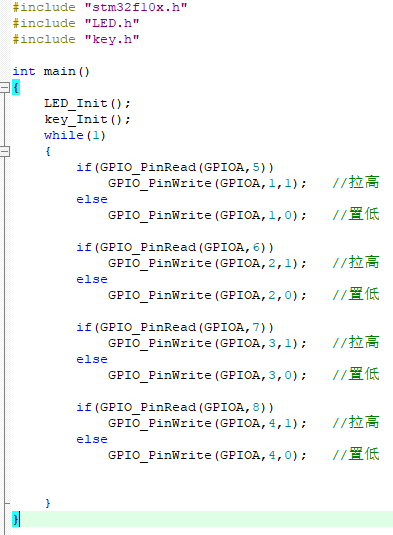 #include "stm32f10x.h"
#include "LED.h"
#include "key.h"
int main()
{
LED_Init();
key_Init();
while(1)
{
if(GPIO_PinRead(GPIOA,5))
GPIO_PinWrite(GPIOA,1,1); //拉高
else
GPIO_PinWrite(GPIOA,1,0); //置低
if(GPIO_PinRead(GPIOA,6))
GPIO_PinWrite(GPIOA,2,1); //拉高
else
GPIO_PinWrite(GPIOA,2,0); //置低
if(GPIO_PinRead(GPIOA,7))
GPIO_PinWrite(GPIOA,3,1); //拉高
else
GPIO_PinWrite(GPIOA,3,0); //置低
if(GPIO_PinRead(GPIOA,8))
GPIO_PinWrite(GPIOA,4,1); //拉高
else
GPIO_PinWrite(GPIOA,4,0); //置低
}
}